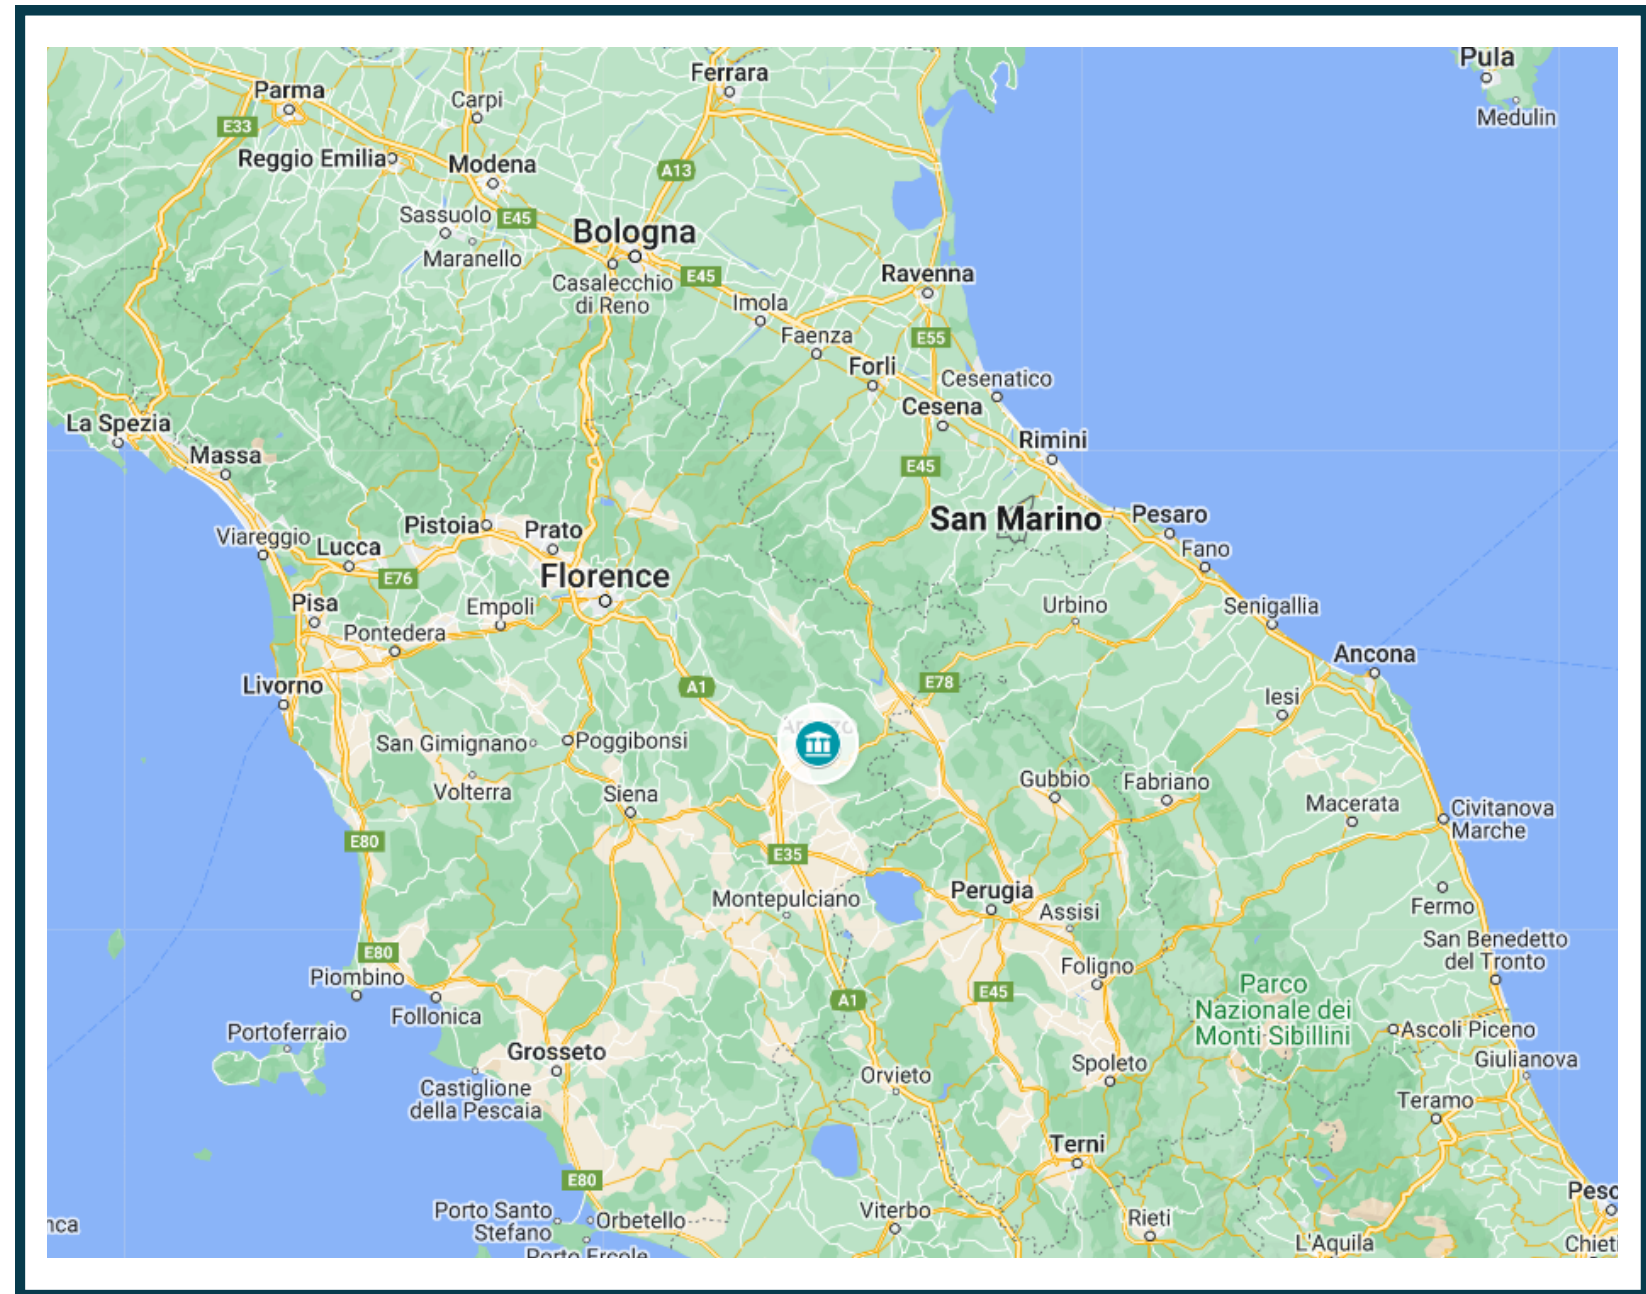 Pula
Ferrara
Parma
Carpi
Medulin
E33
Reggio Emilia
Modena
A13
Sassuolo
E45
Bologna
Maranello
Ravenna
E45
Casalecchio
di Reno
Imola
Faenza
E55
Forli
Cesenatico
Cesena
La Spezia
Rimini
Massa
E45
San Marino
Pesaro
Pistoia
Prato
Viareggio
Lucca
Fano
E76
Florence
Pisa
Empoli
Urbino
Senigallia
Pontedera
Ancona
Livorno
A1
E78
Iesi
San Gimignano
Poggibonsi
Gubbio
Fabriano
Volterra
Siena
Macerata
Civitanova
Marche
E80
E35
Perugia
Montepulciano
Assisi
Fermo
San Benedetto
del Tronto
E80
Foligno
Piombino
Parco
Nazionale dei
Monti Sibillini
E45
A1
Follonica
Portoferraio
Ascoli Piceno
Grosseto
Giulianova
Spoleto
Orvieto
Castiglione
della Pescaia
Teramo
Terni
E80
Pesc
Porto Santo
Stefano
Orbetello
Viterbo
Rieti
nca
L'Aquila
Chieti
Porto Ercole